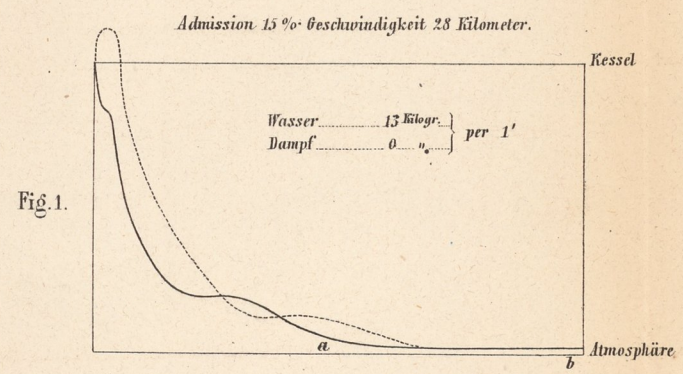 Admission 15 %. Geschwindigkeit 28 Kilometer.
Kessel
Wasser........13 Kilogr.
Dampf........0 " 
per 1'
Fig. 1.
a
Atmosphäre
b